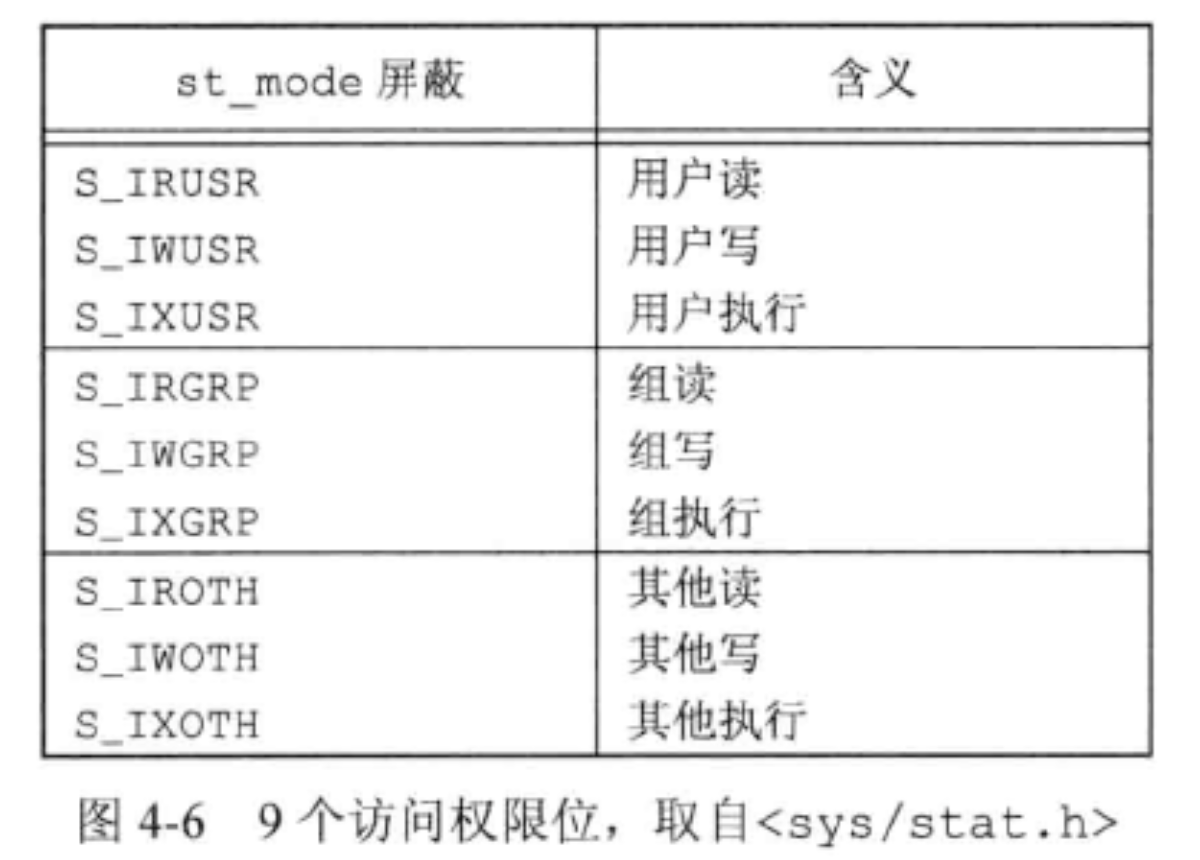 st_mode 屏蔽 含义
S_IRUSR 用户读
S_IWUSR 用户写
S_IXUSR 用户执行
S_IRGRP 组读
S_IWGRP 组写
S_IXGRP 组执行
S_IROTH 其他读
S_IWOTH 其他写
S_IXOTH 其他执行
图 4-6 9 个访问权限位，取自<sys/stat.h>